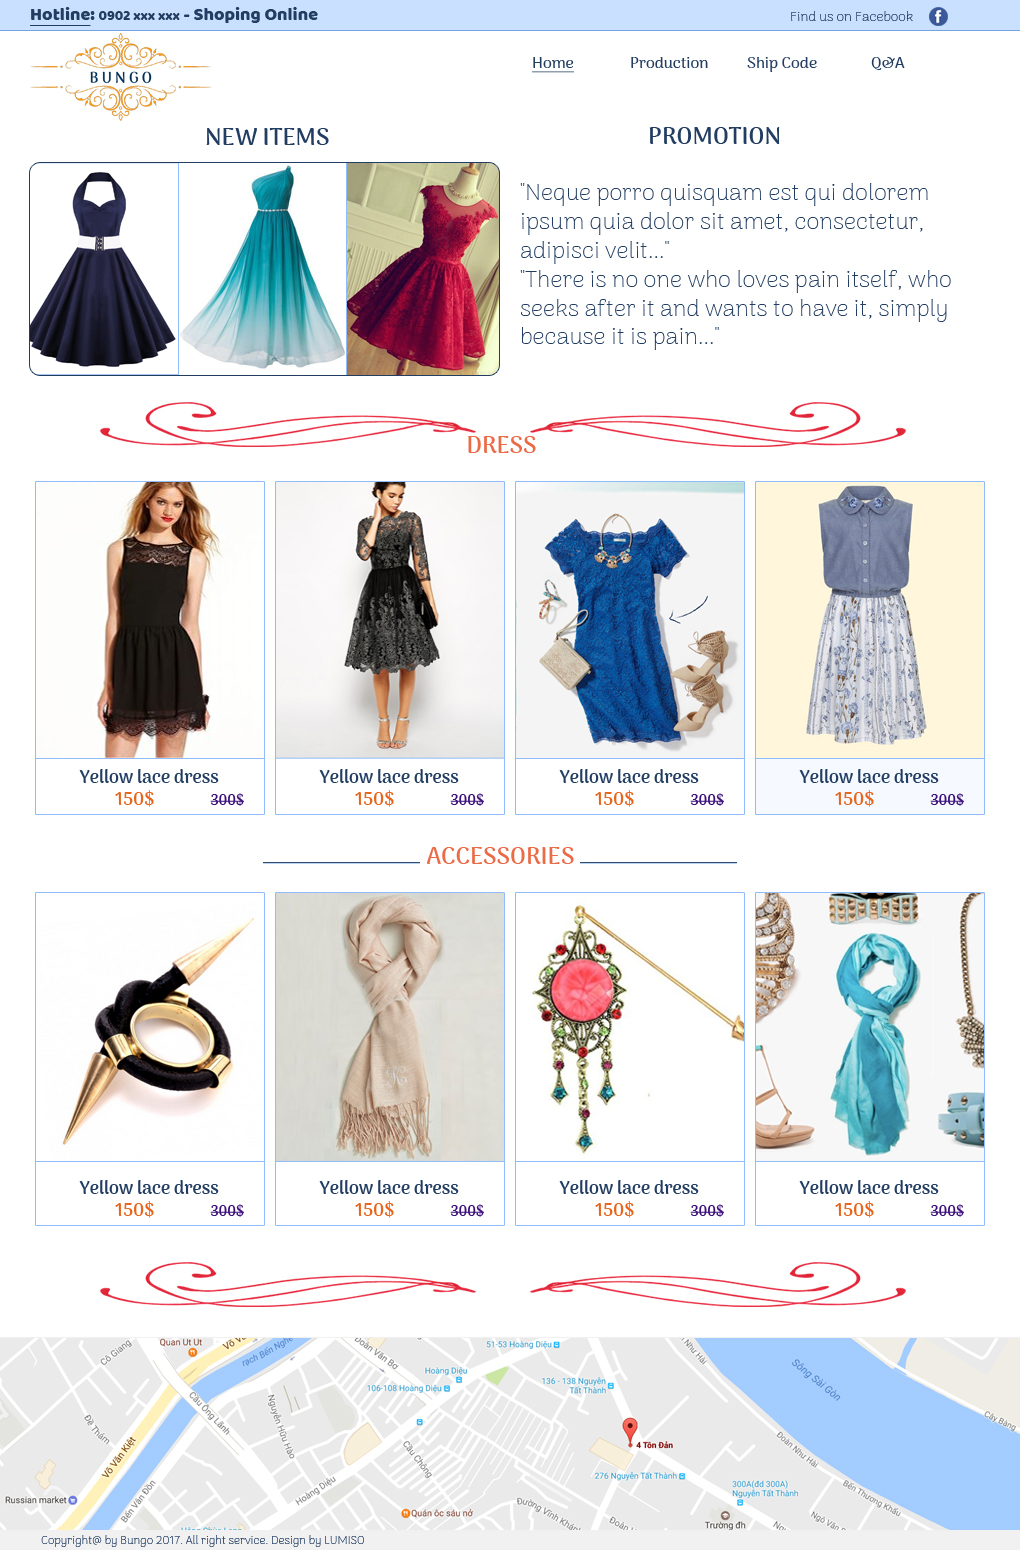 Hotline: 0902 xxx xxx - Shoping Online
Find us on Facebook
BUNGO
Home Production Ship Code Q&A
NEW ITEMS
PROMOTION
"Neque porro quisquam est qui dolorem
ipsum quia dolor sit amet, consectetur,
adipisci velit..."
"There is no one who loves pain itself, who
seeks after it and wants to have it, simply
because it is pain..."
DRESS
Yellow lace dress
150$ 300$
Yellow lace dress
150$ 300$
Yellow lace dress
150$ 300$
Yellow lace dress
150$ 300$
ACCESSORIES
Yellow lace dress
150$ 300$
Yellow lace dress
150$ 300$
Yellow lace dress
150$ 300$
Yellow lace dress
150$ 300$
Cô Giang
Quan Ut Ut
rạch Bến Nghé
Đoàn Văn Bơ
51-53 Hoàng Diệu
Như Hải
Hoàng Diệu
106-108 Hoàng Diệu
136 - 138 Nguyễn
Tất Thành
Sông Sài Gòn
Cây Bàng
Đề Thám
Cầu Ông Lãnh
Nguyễn Hữu Hào
Võ Văn Kiệt
Cầu Chông
4 Tôn Đản
Đoàn Như Hài
276 Nguyễn Tất Thành
300A(đd 300A)
Nguyễn Tất Thành
Bến Thương Khẩu
Russian market
Bến Vân Đồn
Hoàng Diệu
Quán ốc sáu nở
Đường Vĩnh Khánh
Đoàn
Trường đh
Ngô Văn
Copyright@ by Bungo 2017. All right service. Design by LUMISO